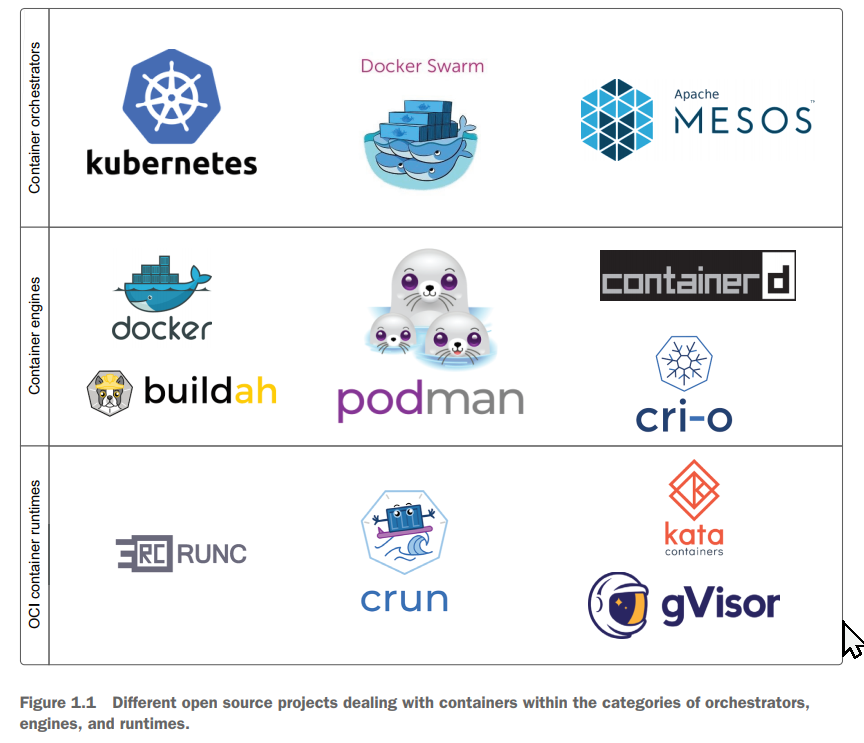 Container orchestrators
kubernetes
Docker Swarm
Apache
MESOS™
Container engines
docker
buildah
podman
containerd
cri-o
OCI container runtimes
RC RUNC
crun
kata
containers
gVisor
Figure 1.1 Different open source projects dealing with containers within the categories of orchestrators,
engines, and runtimes.